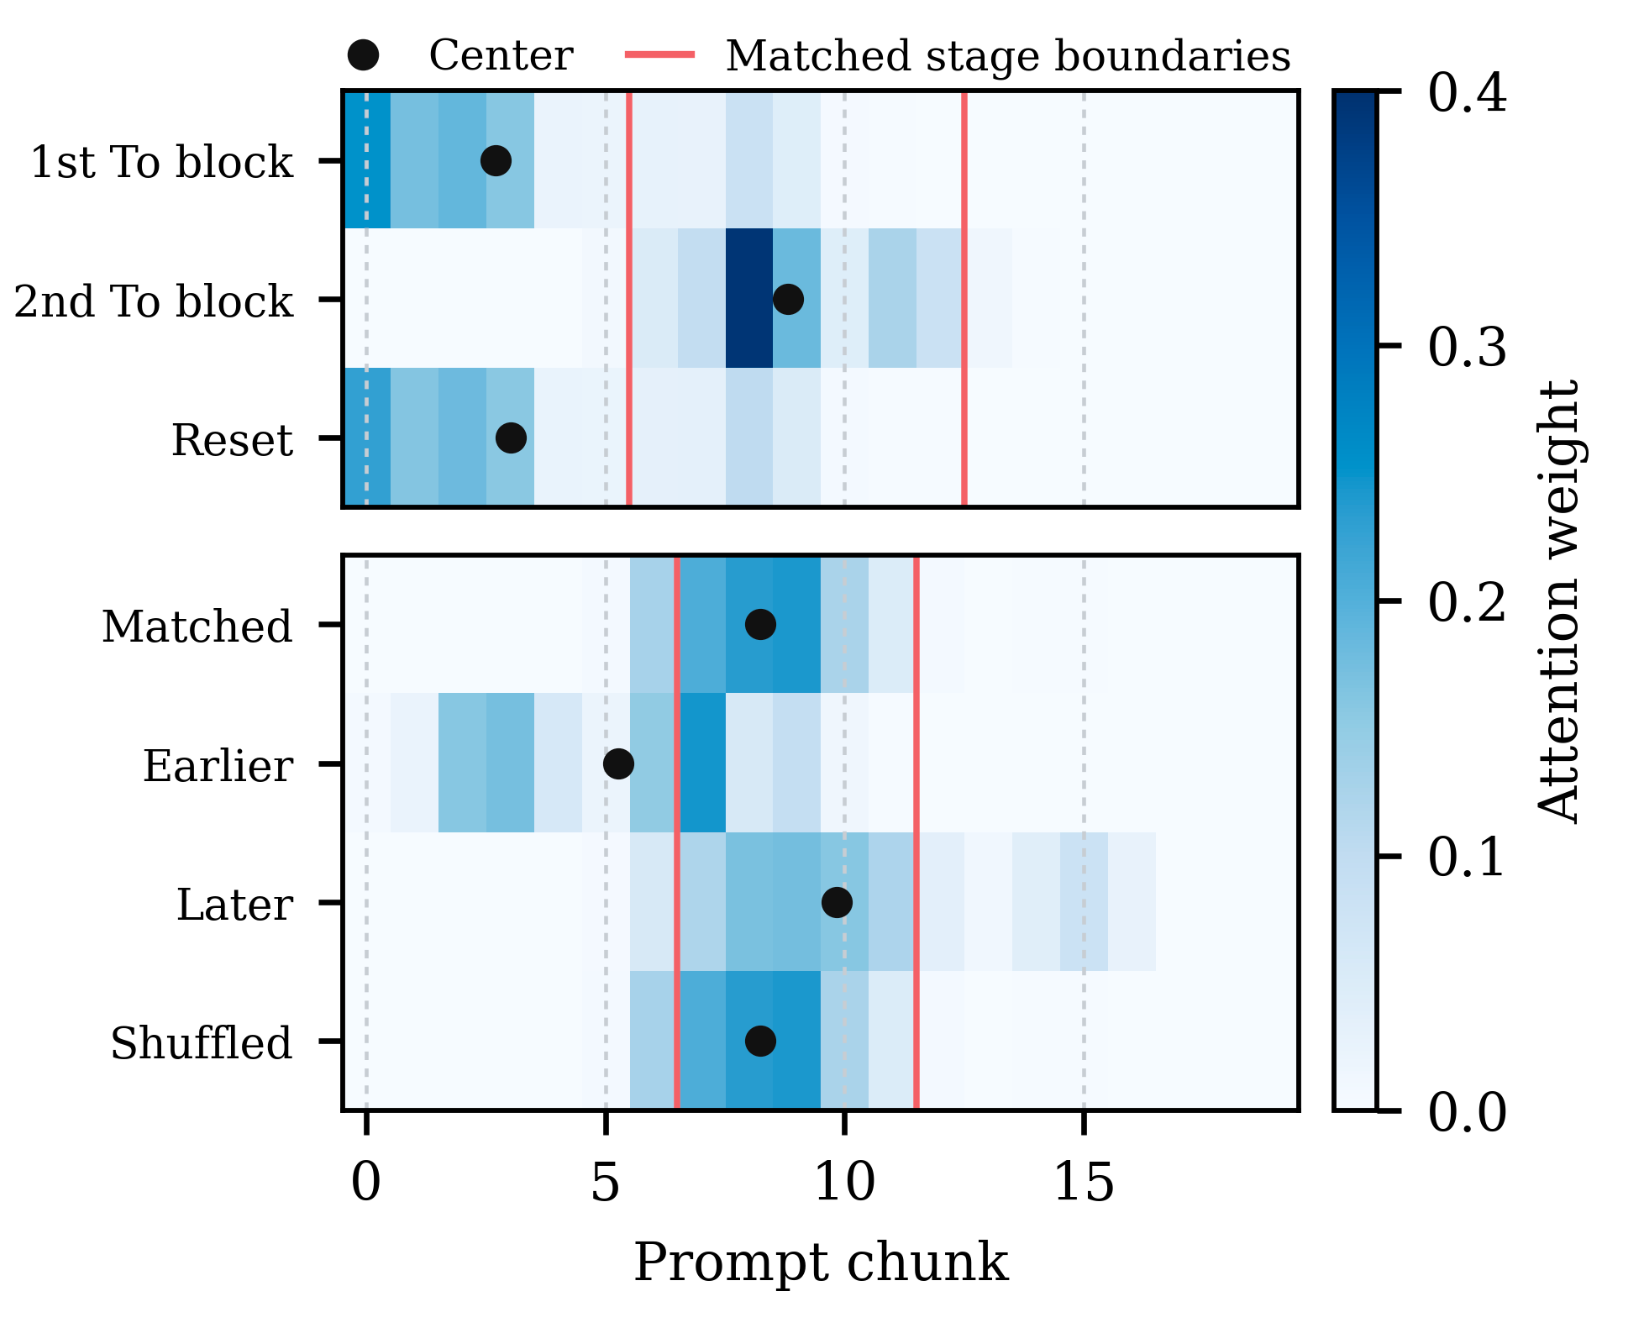 Center Matched stage boundaries
1st To block
2nd To block
Reset
Matched
Earlier
Later
Shuffled
0 5 10 15
Prompt chunk
0.4
0.3
0.2
0.1
0.0
Attention weight